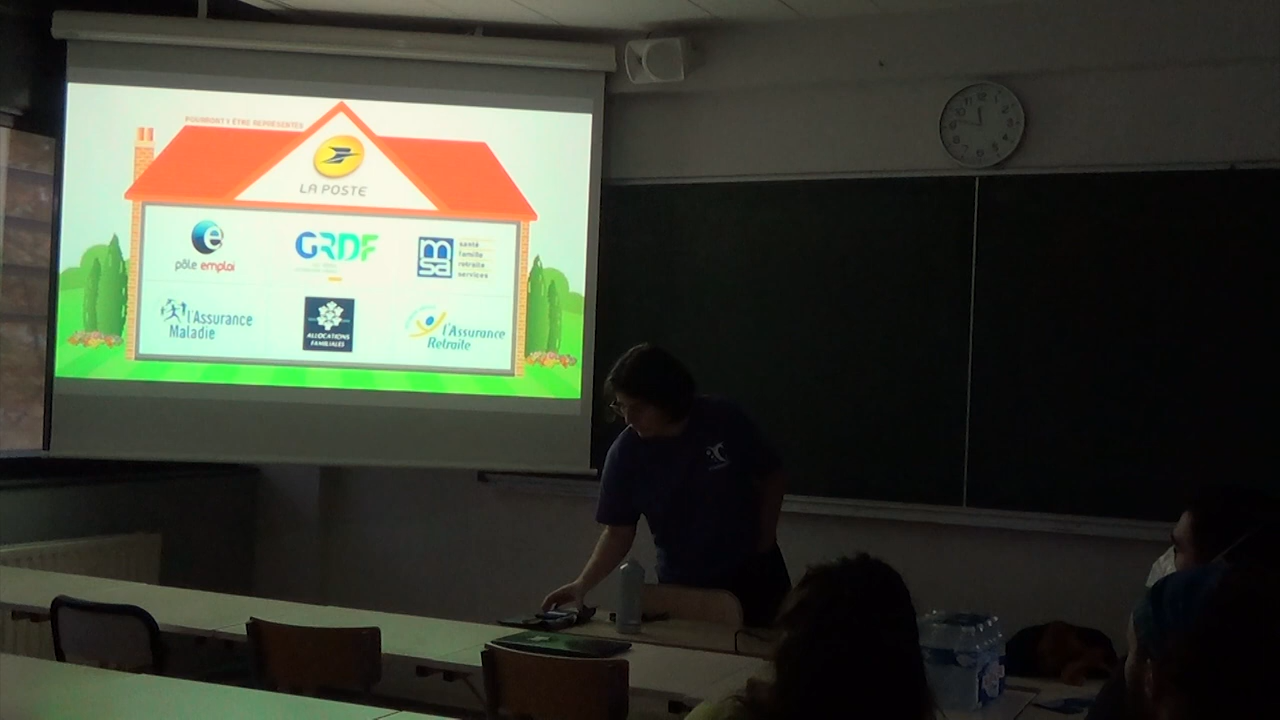 POURRONT Y ÊTRE REPRÉSENTÉS
LA POSTE
pôle emploi
GRDF
msa
santé
famille
retraite
services
l'Assurance
Maladie
ALLOCATIONS
FAMILIALES
l'Assurance
Retraite